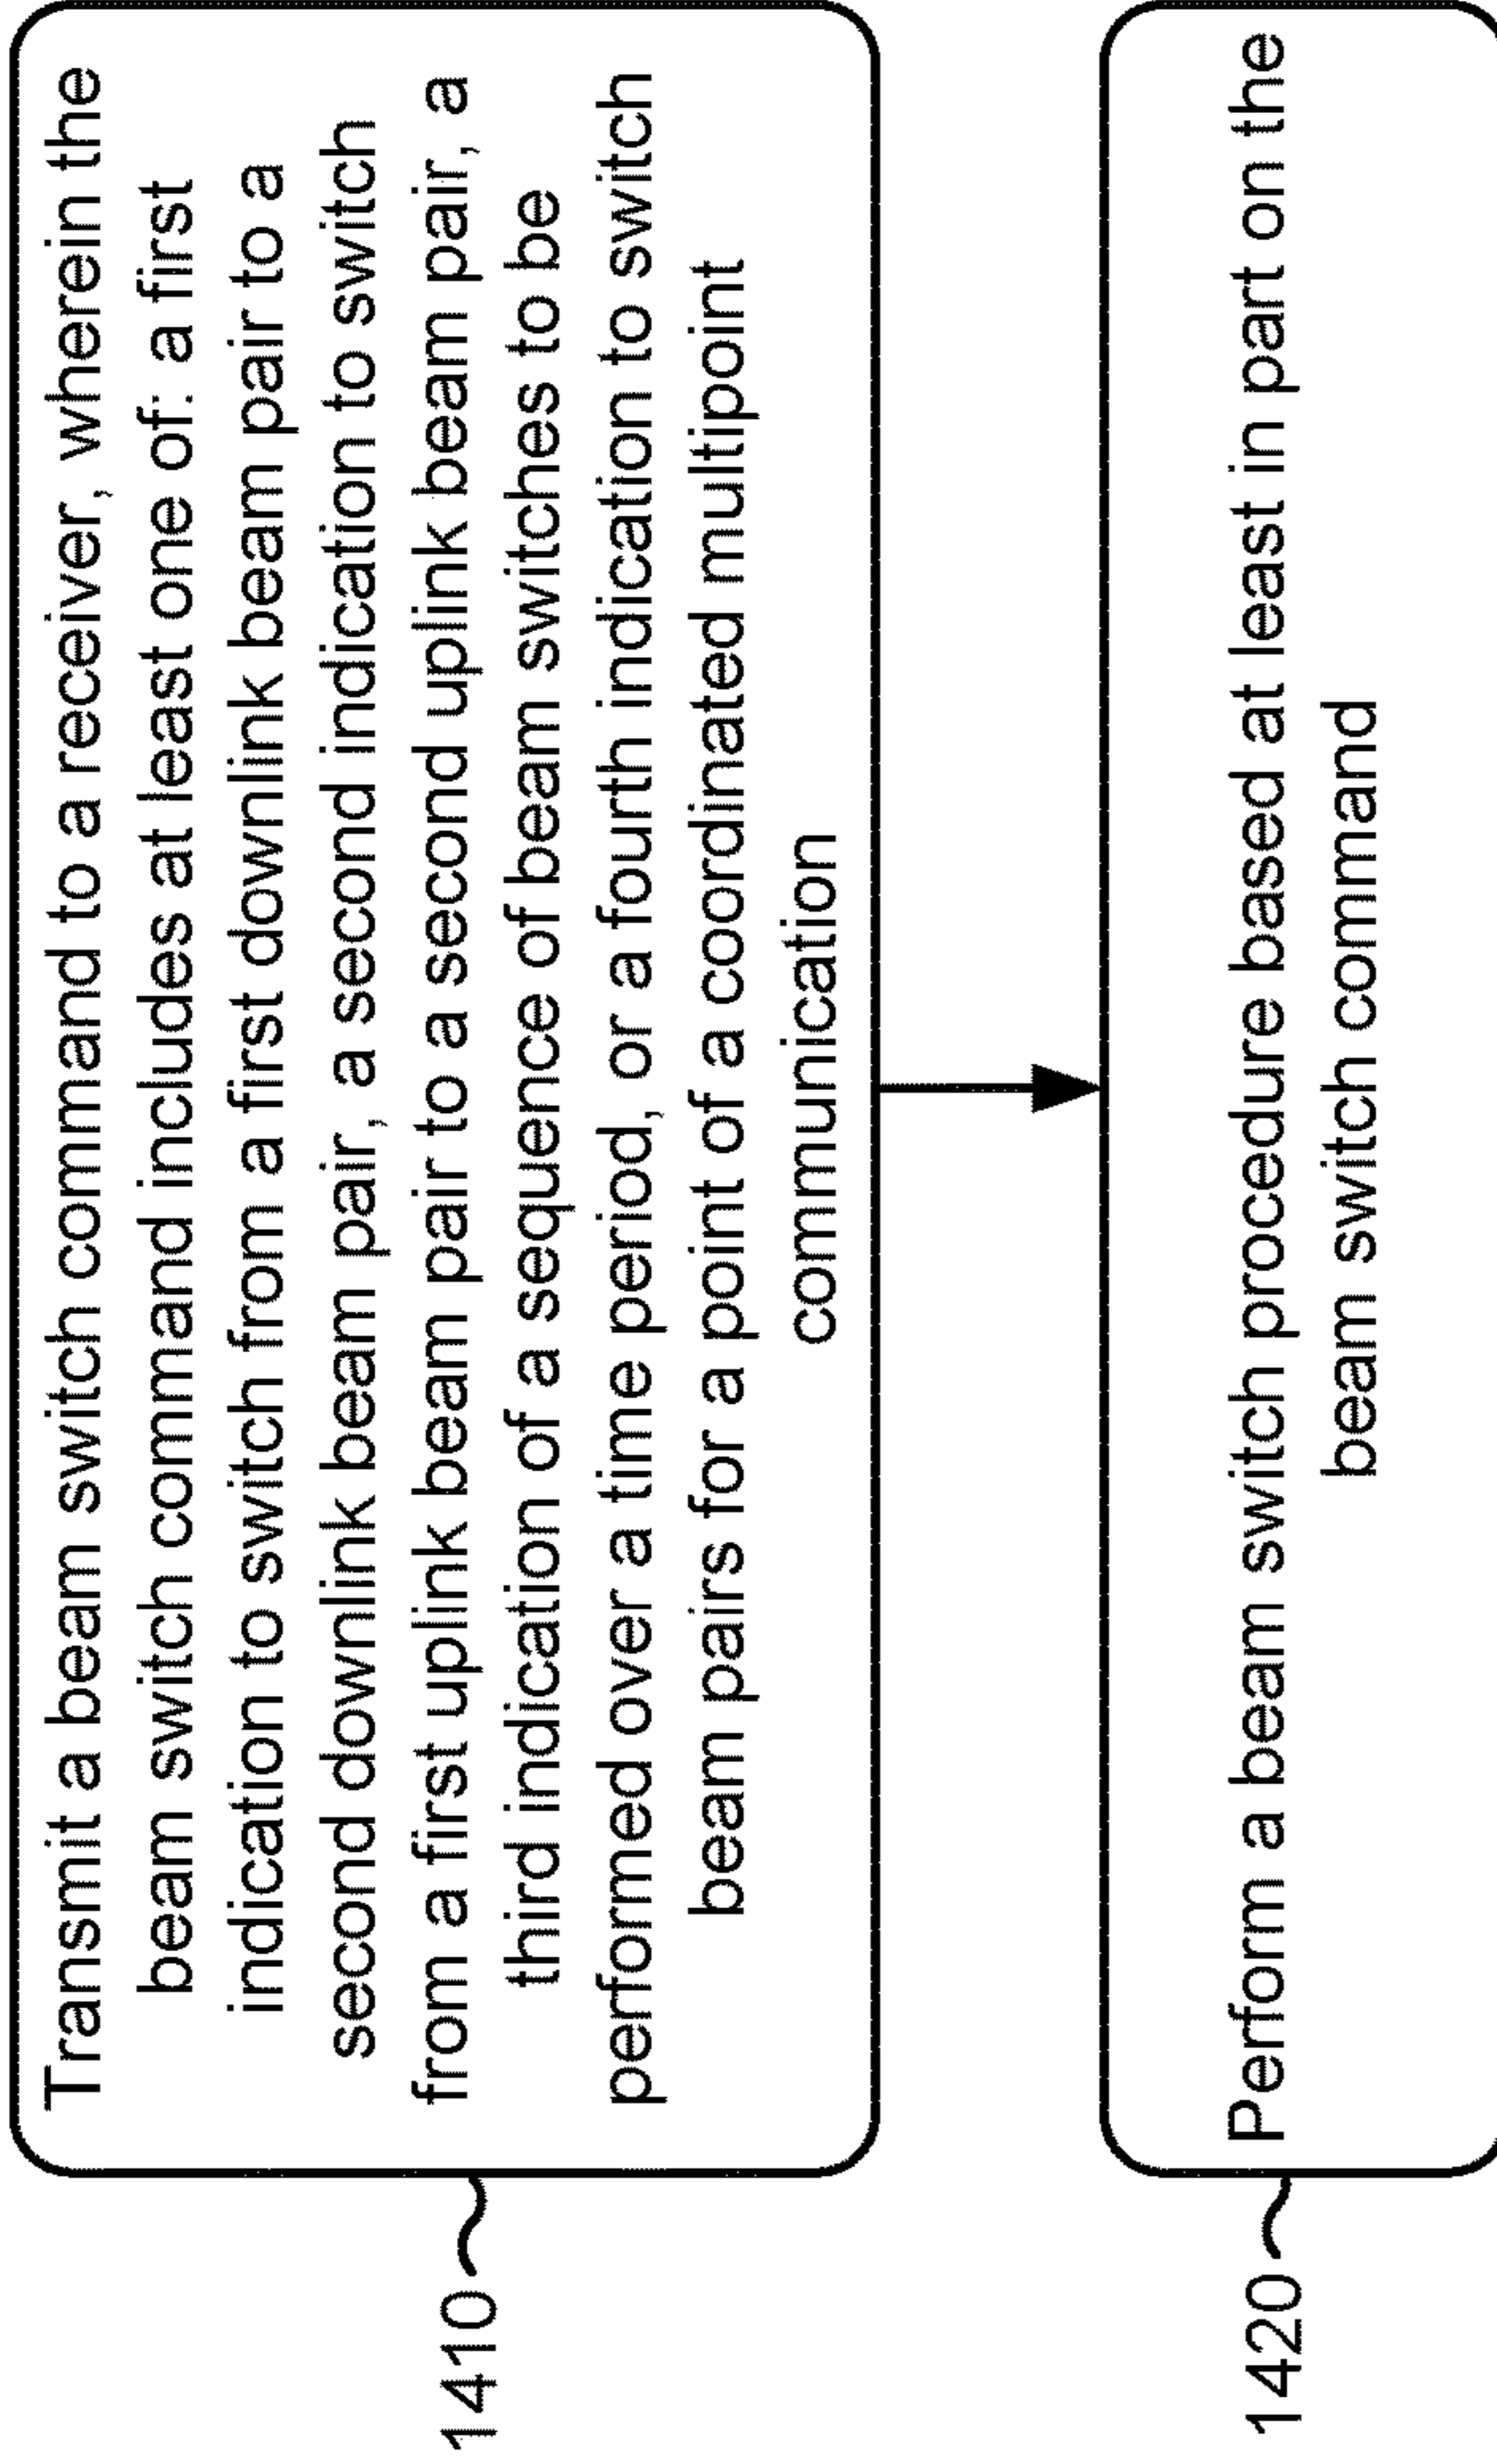 Transmit a beam switch command to a receiver, wherein the
beam switch command includes at least one of: a first
indication to switch from a first downlink beam pair to a
second downlink beam pair, a second indication to switch
from a first uplink beam pair to a second uplink beam pair, a
third indication of a sequence of beam switches to be
performed over a time period, or a fourth indication to switch
beam pairs for a point of a coordinated multipoint
communication
1410
Perform a beam switch procedure based at least in part on the
beam switch command
1420